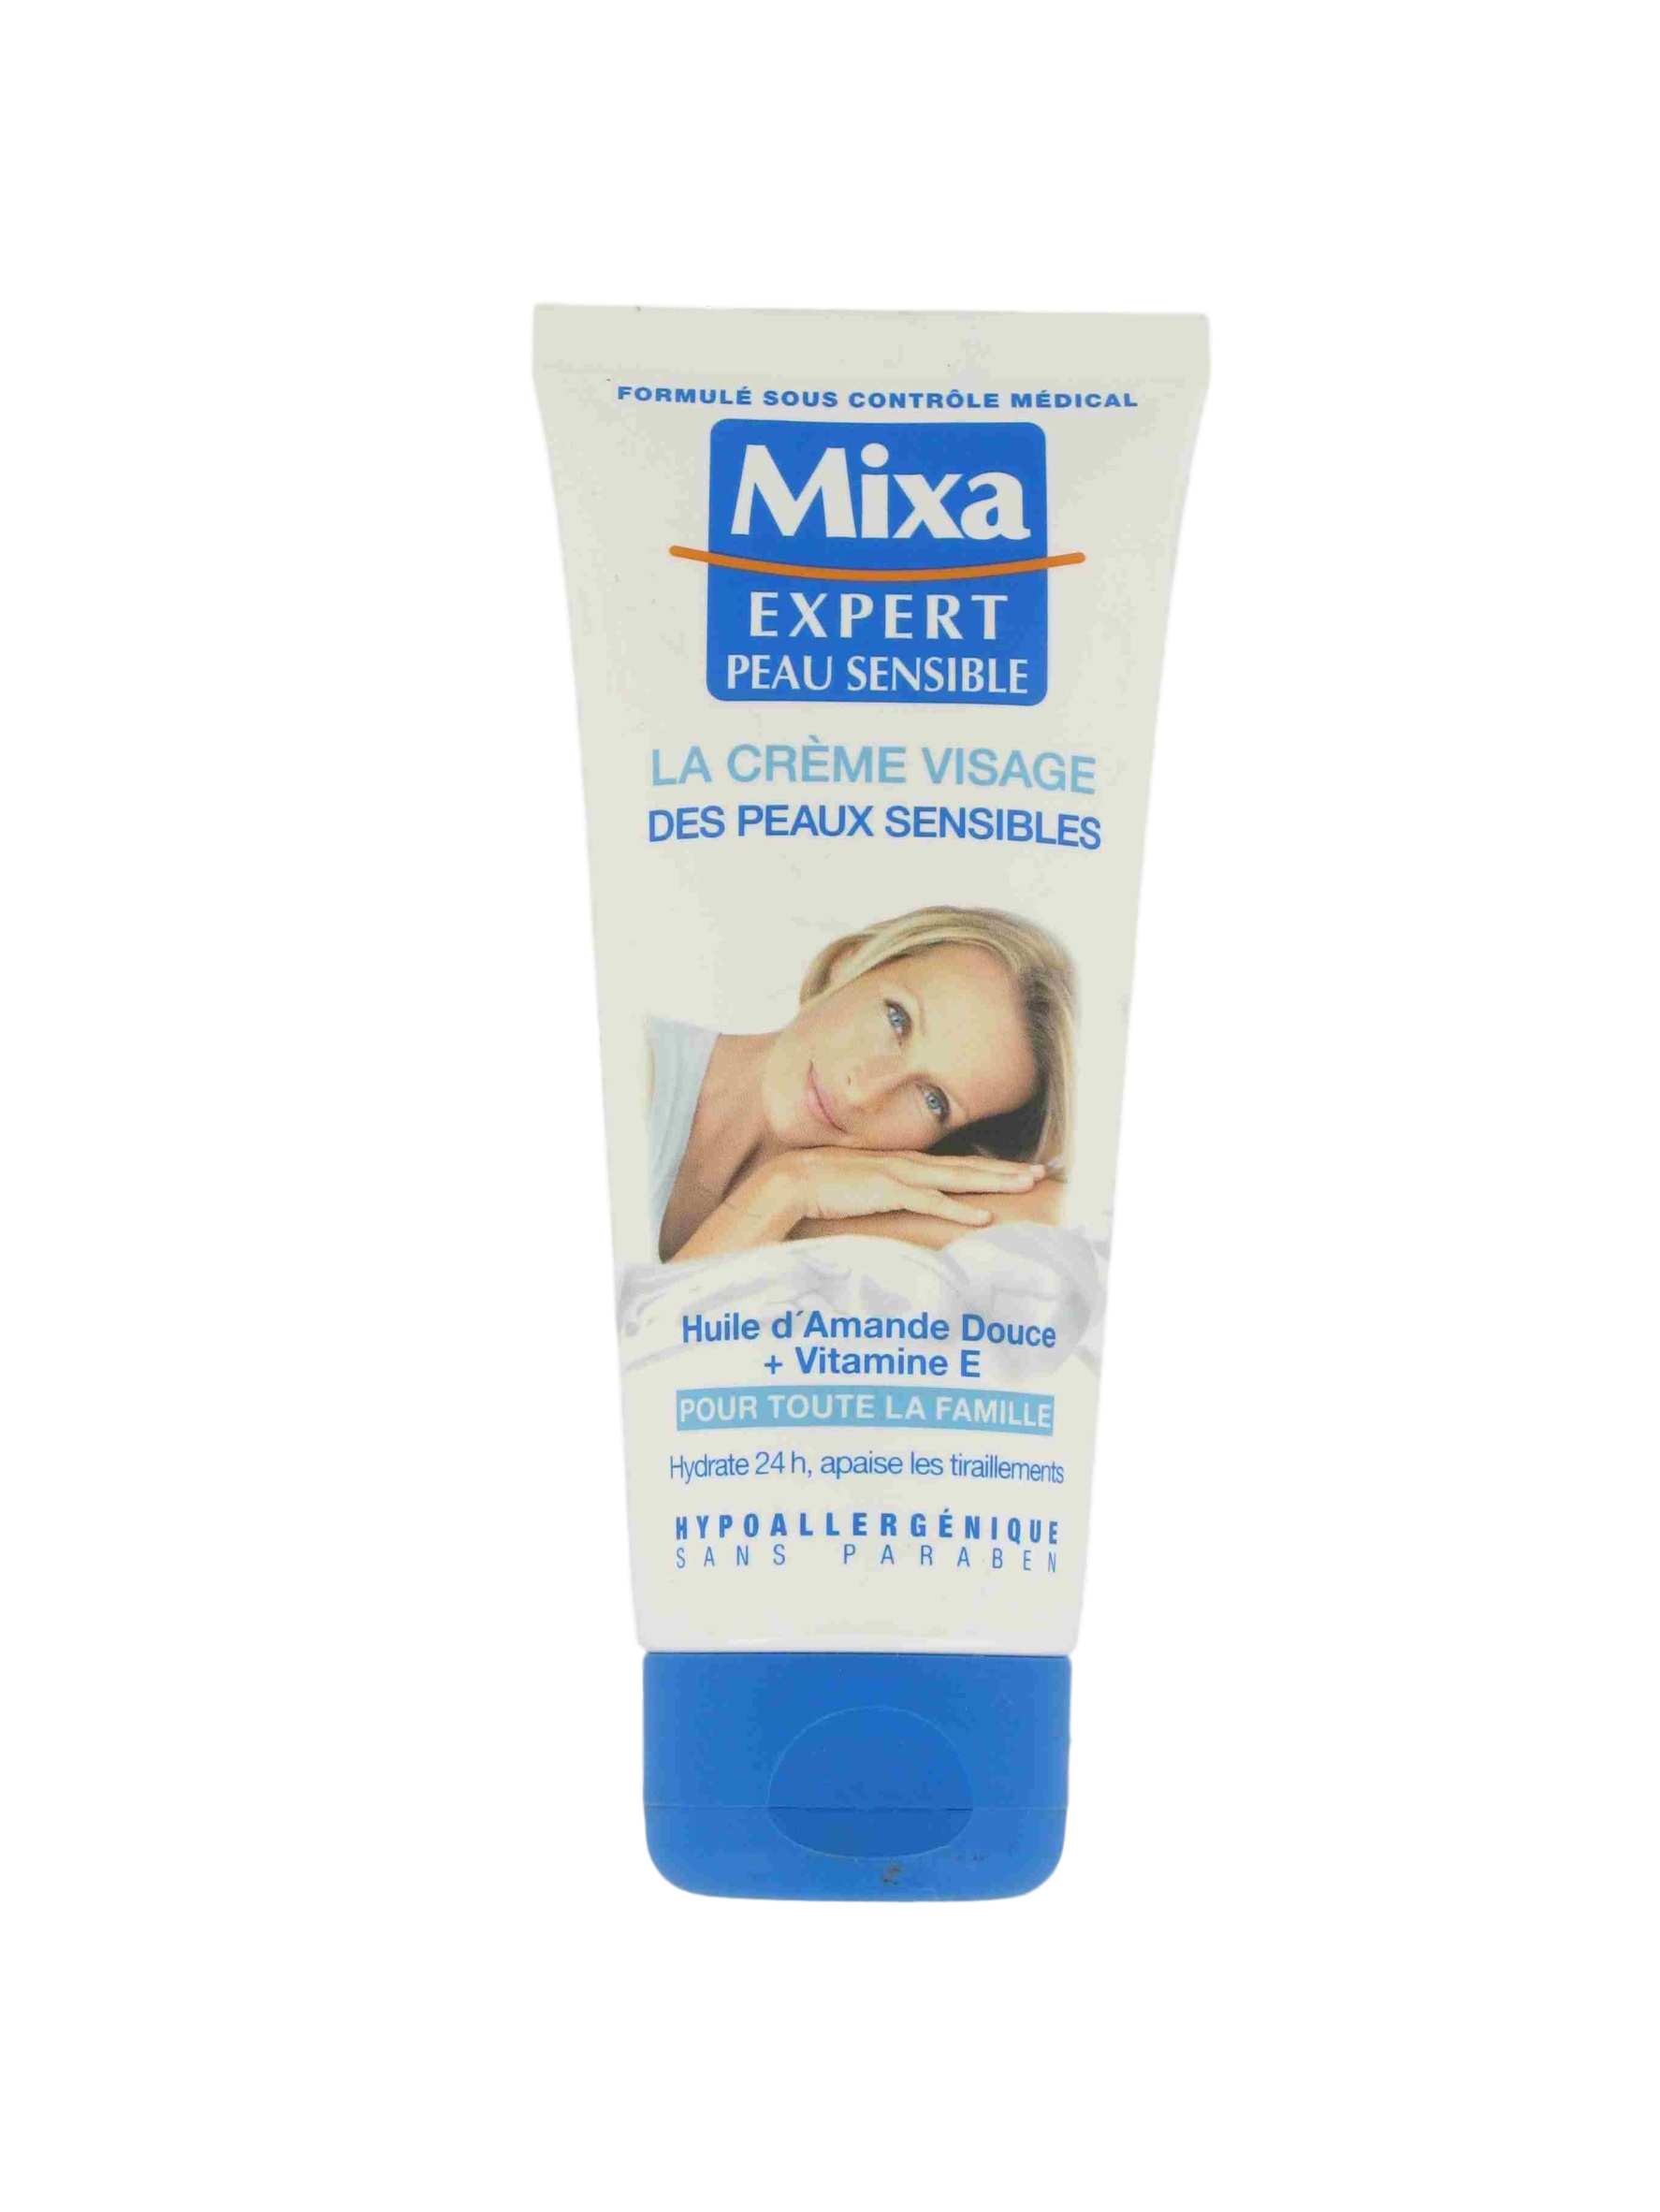 FORMULÉ SOUS CONTRÔLE MÉDICAL
Mixa
EXPERT
PEAU SENSIBLE
LA CRÈME VISAGE
DES PEAUX SENSIBLES
Huile d´Amande Douce
+ Vitamine E
POUR TOUTE LA FAMILLE
Hydrate 24 h, apaise les tiraillements
HYPOALLERGÉNIQUE
SANS PARABEN